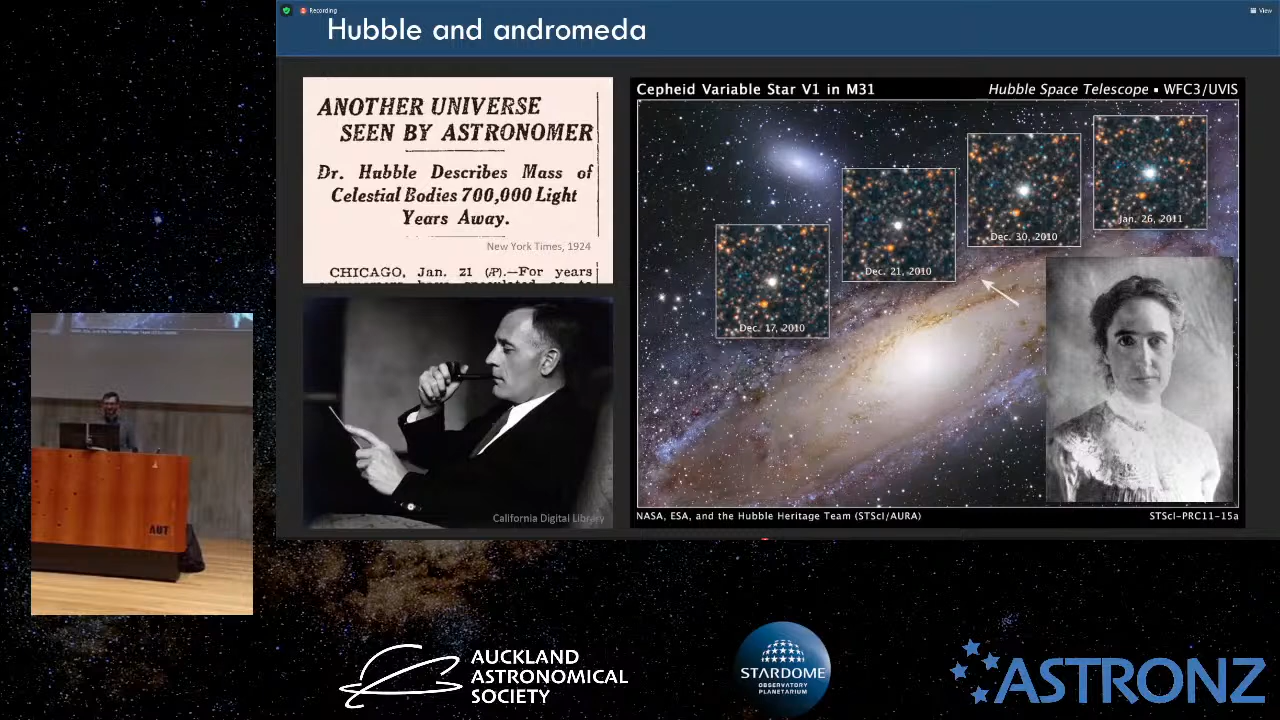 Recording
View
Hubble and andromeda
ANOTHER UNIVERSE
SEEN BY ASTRONOMER
Dr. Hubble Describes Mass of
Celestial Bodies 700,000 Light
Years Away.
New York Times, 1924
CHICAGO, Jan. 21 (AP).—For years
California Digital Library
Cepheid Variable Star V1 in M31
Hubble Space Telescope ▪ WFC3/UVIS
Dec. 17, 2010
Dec. 21, 2010
Dec. 30, 2010
Jan. 26, 2011
NASA, ESA, and the Hubble Heritage Team (STScI/AURA)
STScI-PRC11-15a
AUT
AUCKLAND
ASTRONOMICAL
SOCIETY
STARDOME
OBSERVATORY
PLANETARIUM
ASTRONZ